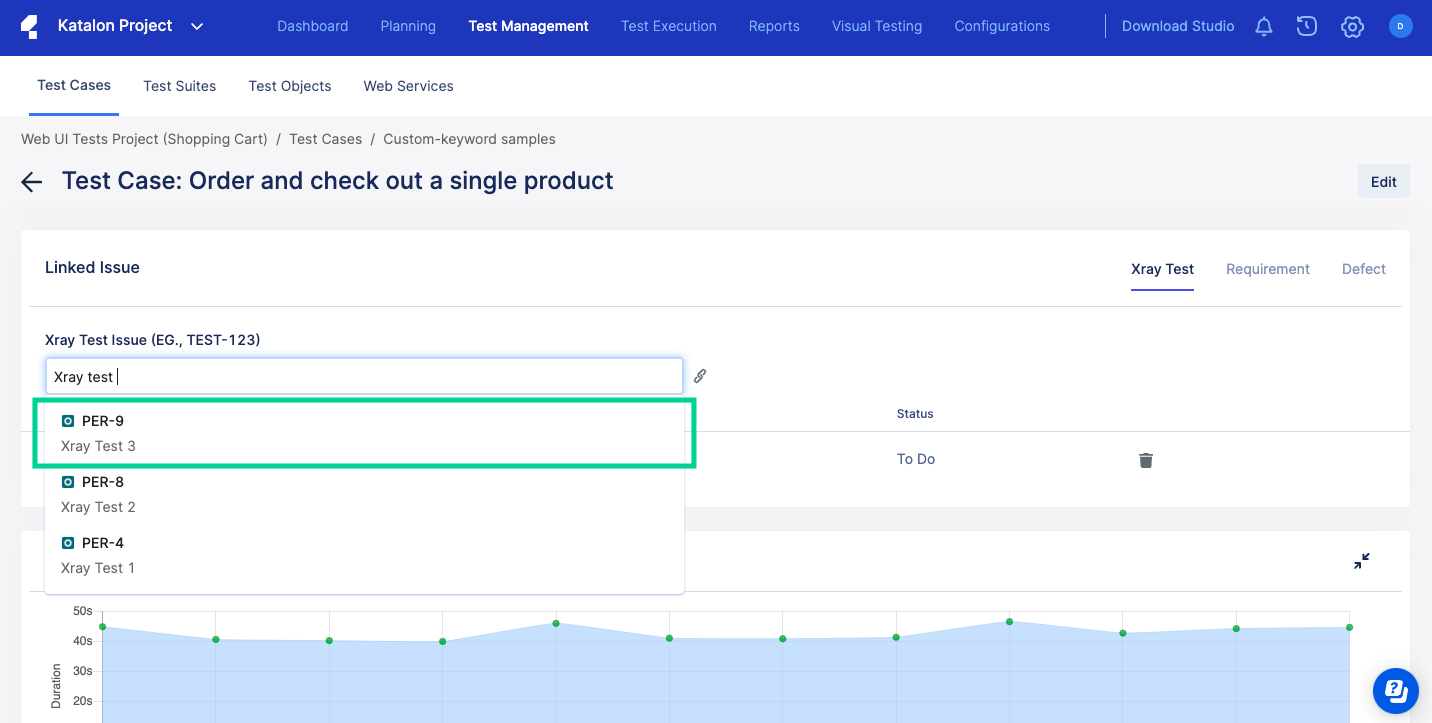 Katalon Project
Dashboard Planning Test Management Test Execution Reports Visual Testing Configurations Download Studio D
Test Cases Test Suites Test Objects Web Services
Web UI Tests Project (Shopping Cart) / Test Cases / Custom-keyword samples
Test Case: Order and check out a single product
Edit
Linked Issue
Xray Test Requirement Defect
Xray Test Issue (EG., TEST-123)
Xray test
PER-9
Xray Test 3
PER-8
Xray Test 2
PER-4
Xray Test 1
Status
To Do
50s
40s
30s
20s
Duration